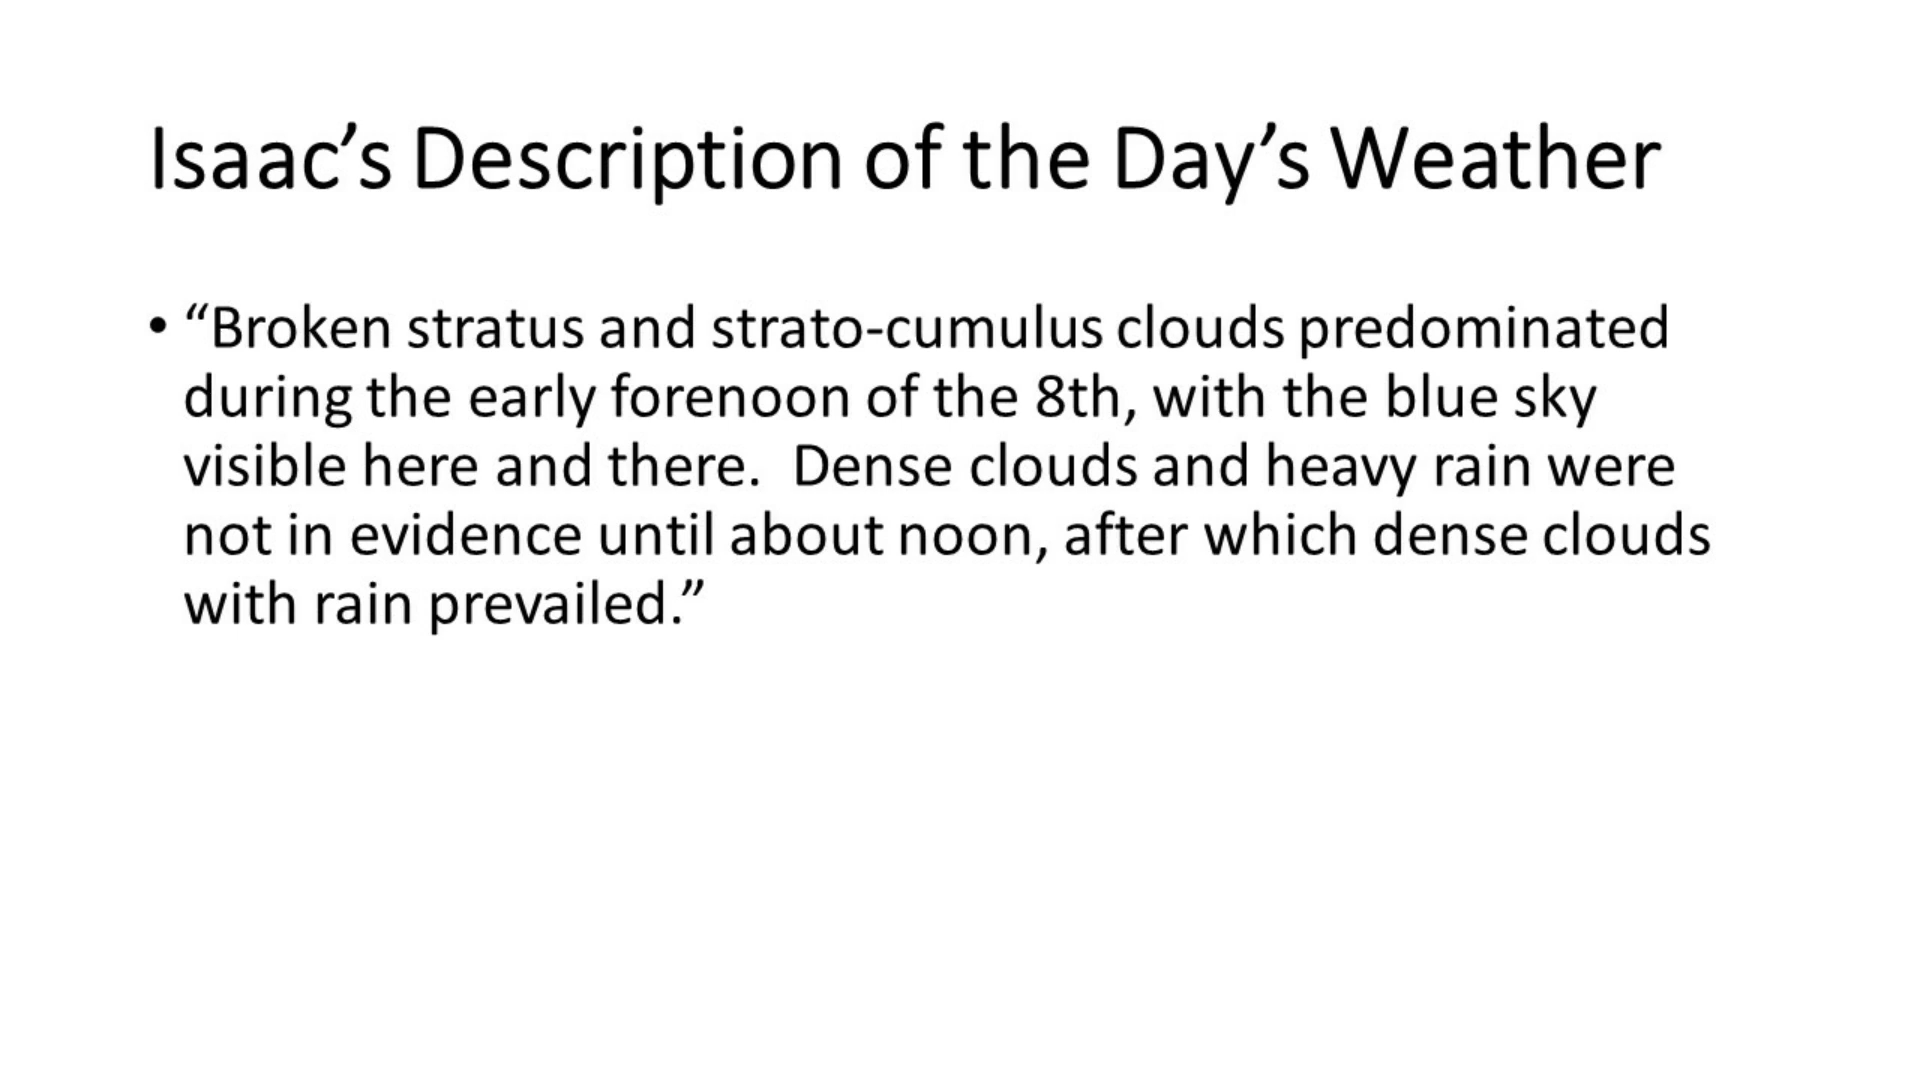 Isaac’s Description of the Day’s Weather
• “Broken stratus and strato-cumulus clouds predominated
during the early forenoon of the 8th, with the blue sky
visible here and there.  Dense clouds and heavy rain were
not in evidence until about noon, after which dense clouds
with rain prevailed.”